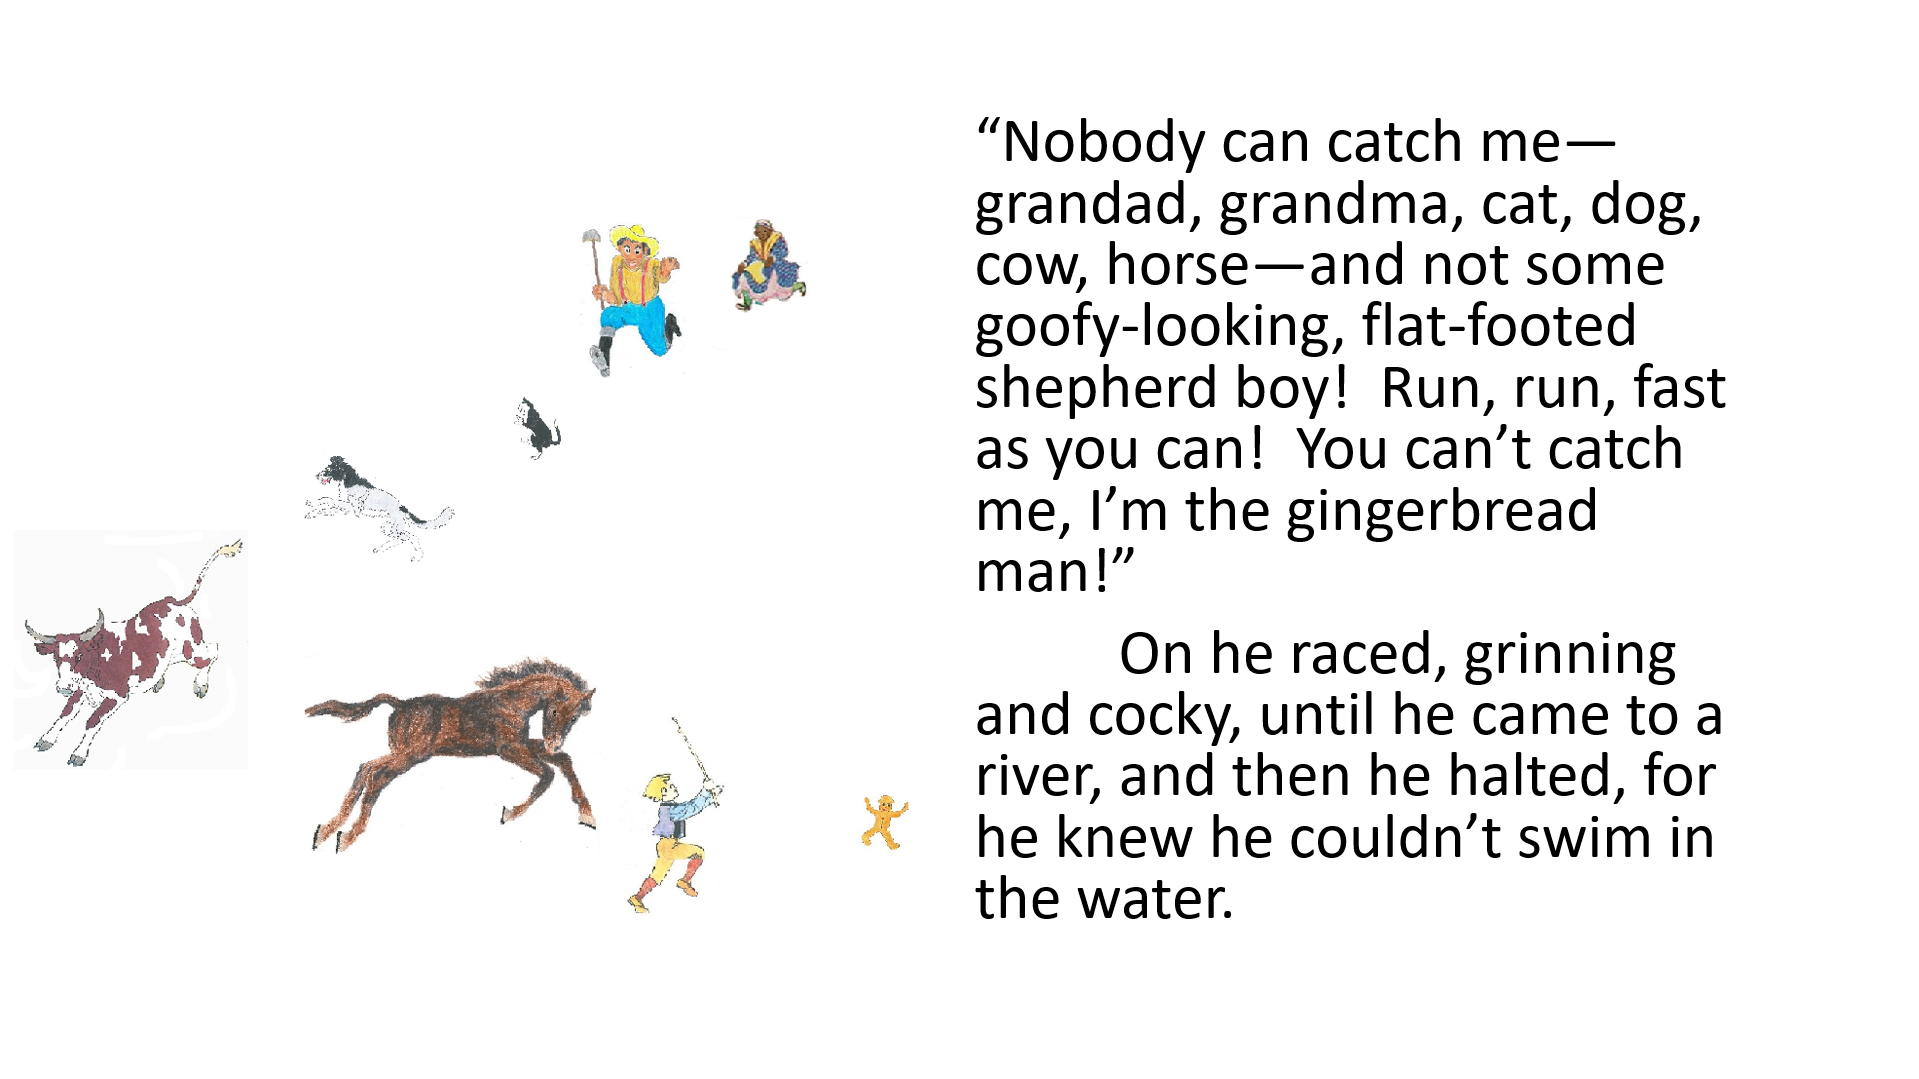 “Nobody can catch me—
grandad, grandma, cat, dog,
cow, horse—and not some
goofy-looking, flat-footed
shepherd boy!  Run, run, fast
as you can!  You can’t catch
me, I’m the gingerbread
man!”
On he raced, grinning
and cocky, until he came to a
river, and then he halted, for
he knew he couldn’t swim in
the water.